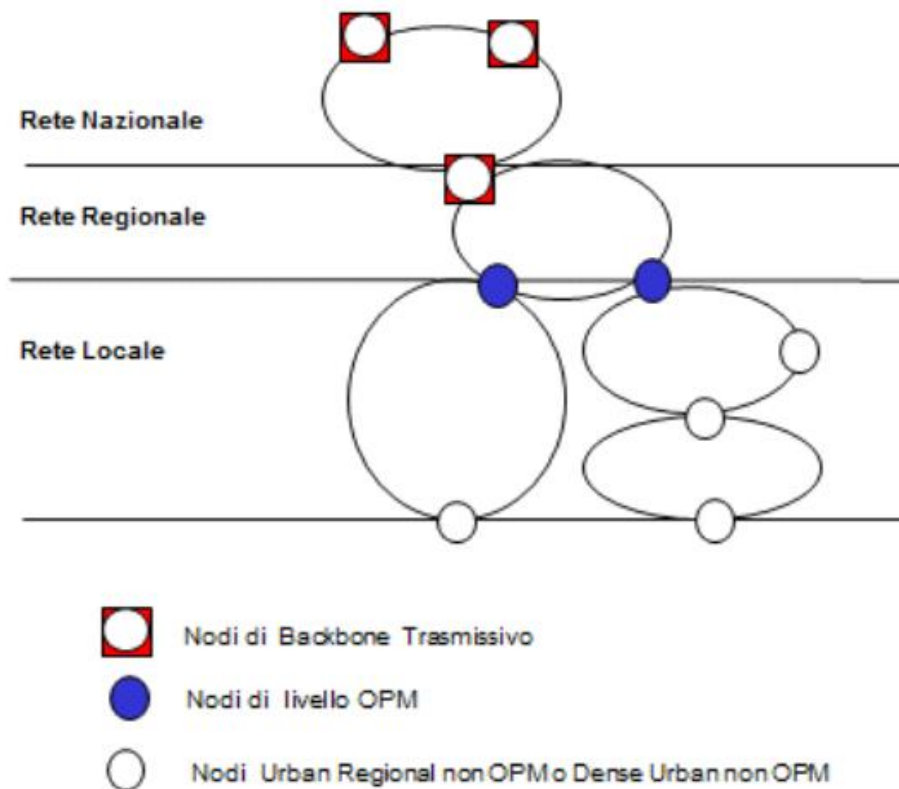 Rete Nazionale
Rete Regionale
Rete Locale
Nodi di Backbone Trasmissivo
Nodi di livello OPM
Nodi Urban Regional non OPM o Dense Urban non OPM